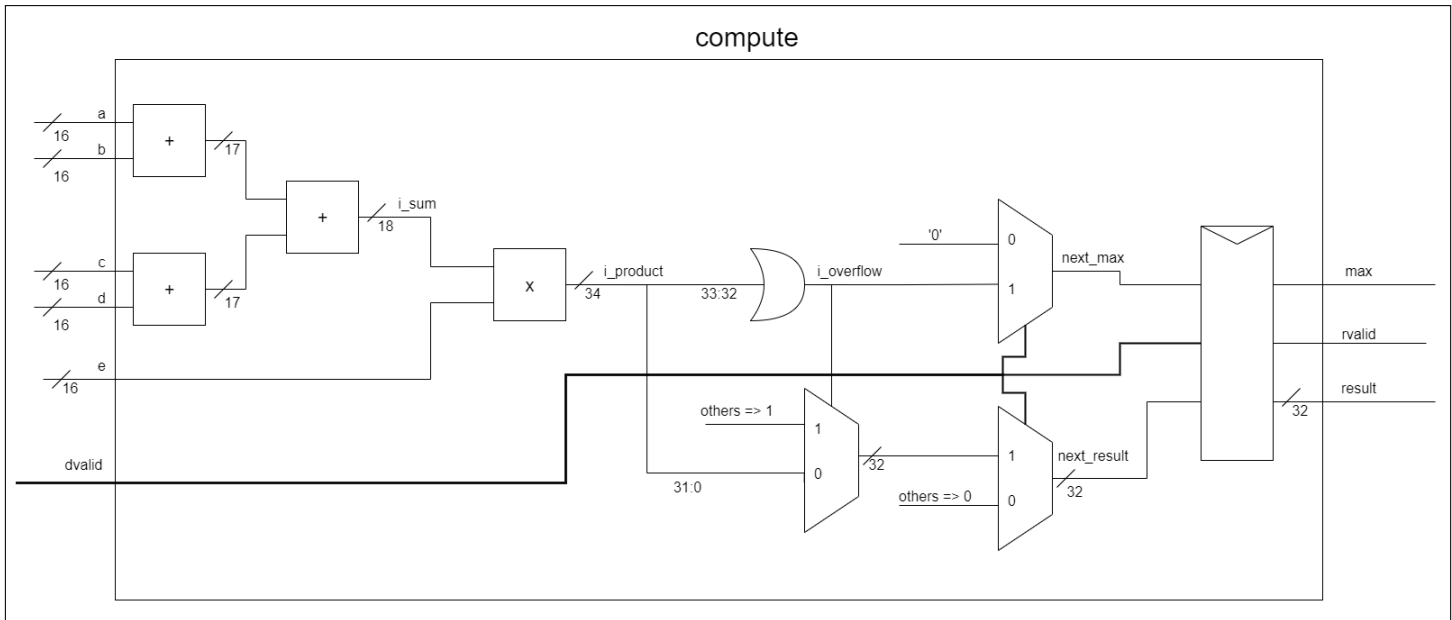 compute
a
16
b
16
+
17
+
i_sum
18
c
16
d
16
+
17
e
16
x
i_product
34
33:32
i_overflow
'0'
0
1
next_max
max
rvalid
result
32
others => 1
1
0
32
31:0
others => 0
1
0
next_result
32
dvalid